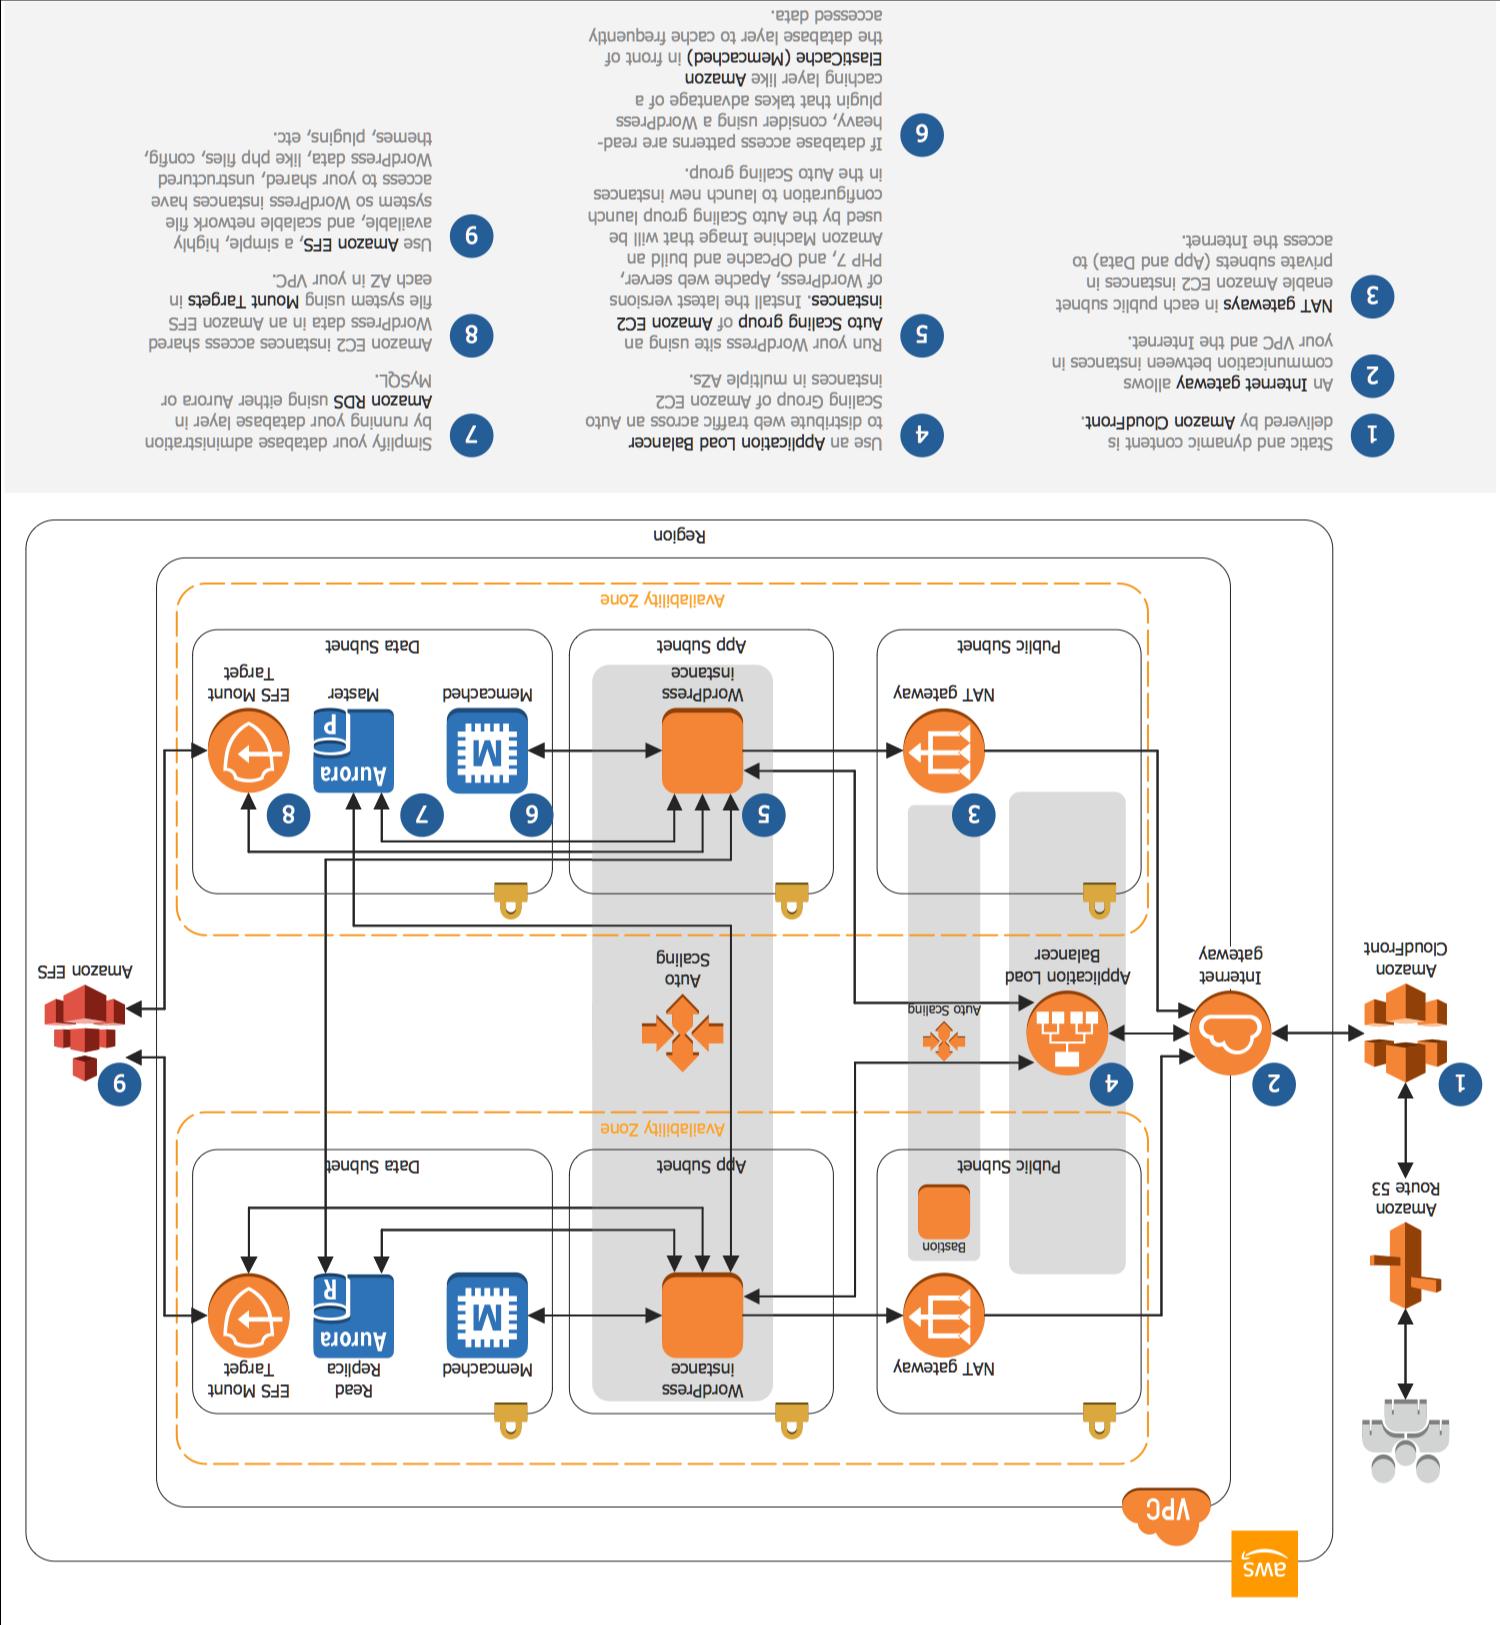 aws
VPC
NAT gateway
WordPress
instance
Memcached
M
Read
Replica
Aurora
R
EFS Mount
Target
Bastion
Public Subnet
App Subnet
Data Subnet
Availability Zone
Amazon
Route 53
1
Amazon
CloudFront
2
Internet
gateway
4
Application Load
Balancer
Auto Scaling
Auto
Scaling
9
Amazon EFS
3
NAT gateway
5
WordPress
instance
6
M
Memcached
7
Aurora
P
Master
8
EFS Mount
Target
Public Subnet
App Subnet
Data Subnet
Availability Zone
Region
1
Static and dynamic content is
delivered by Amazon CloudFront.
2
An Internet gateway allows
communication between instances in
your VPC and the Internet.
3
NAT gateways in each public subnet
enable Amazon EC2 instances in
private subnets (App and Data) to
access the Internet.
4
Use an Application Load Balancer
to distribute web traffic across an Auto
Scaling Group of Amazon EC2
instances in multiple AZs.
5
Run your WordPress site using an
Auto Scaling group of Amazon EC2
instances. Install the latest versions
of WordPress, Apache web server,
PHP 7, and OPcache and build an
Amazon Machine Image that will be
used by the Auto Scaling group launch
configuration to launch new instances
in the Auto Scaling group.
6
If database access patterns are read-
heavy, consider using a WordPress
plugin that takes advantage of a
caching layer like Amazon
ElastiCache (Memcached) in front of
the database layer to cache frequently
accessed data.
7
Simplify your database administration
by running your database layer in
Amazon RDS using either Aurora or
MySQL.
8
Amazon EC2 instances access shared
WordPress data in an Amazon EFS
file system using Mount Targets in
each AZ in your VPC.
9
Use Amazon EFS, a simple, highly
available, and scalable network file
system so WordPress instances have
access to your shared, unstructured
WordPress data, like php files, config,
themes, plugins, etc.